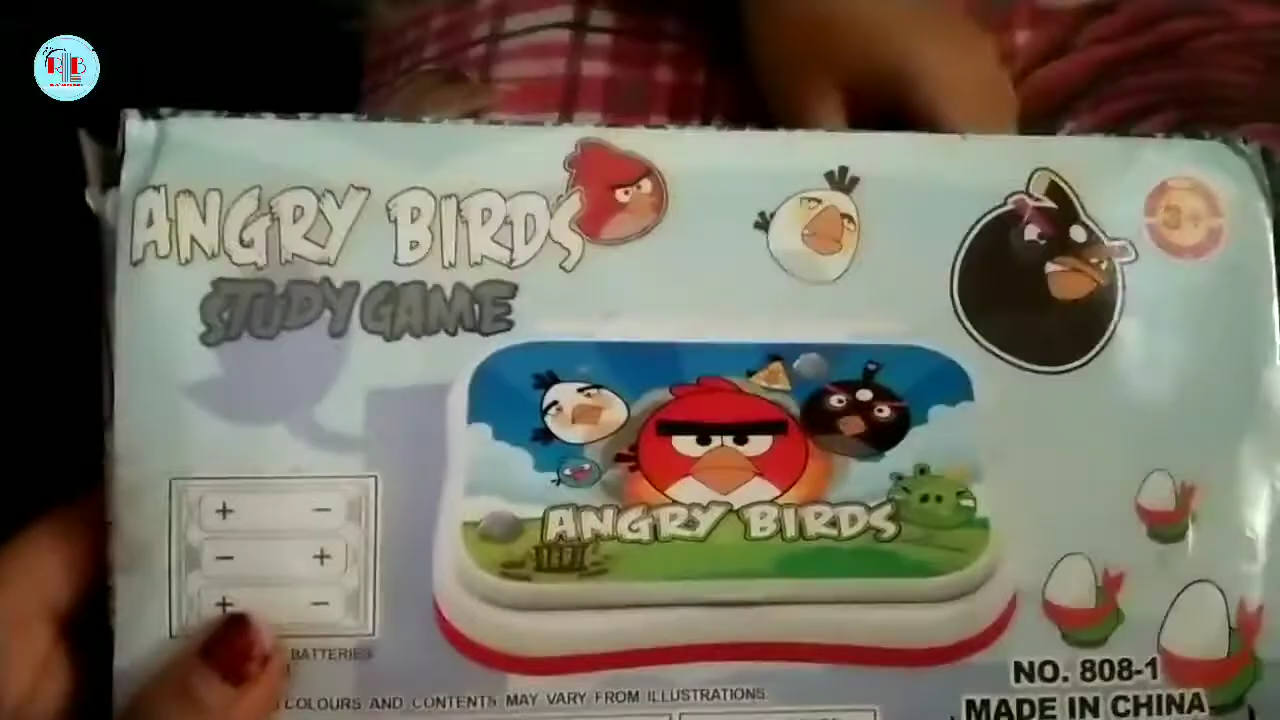 RLB
ANGRY BIRDS
STUDY GAME
3+
ANGRY BIRDS
+ −
− +
+ −
BATTERIES
COLOURS AND CONTENTS MAY VARY FROM ILLUSTRATIONS
NO. 808-1
MADE IN CHINA